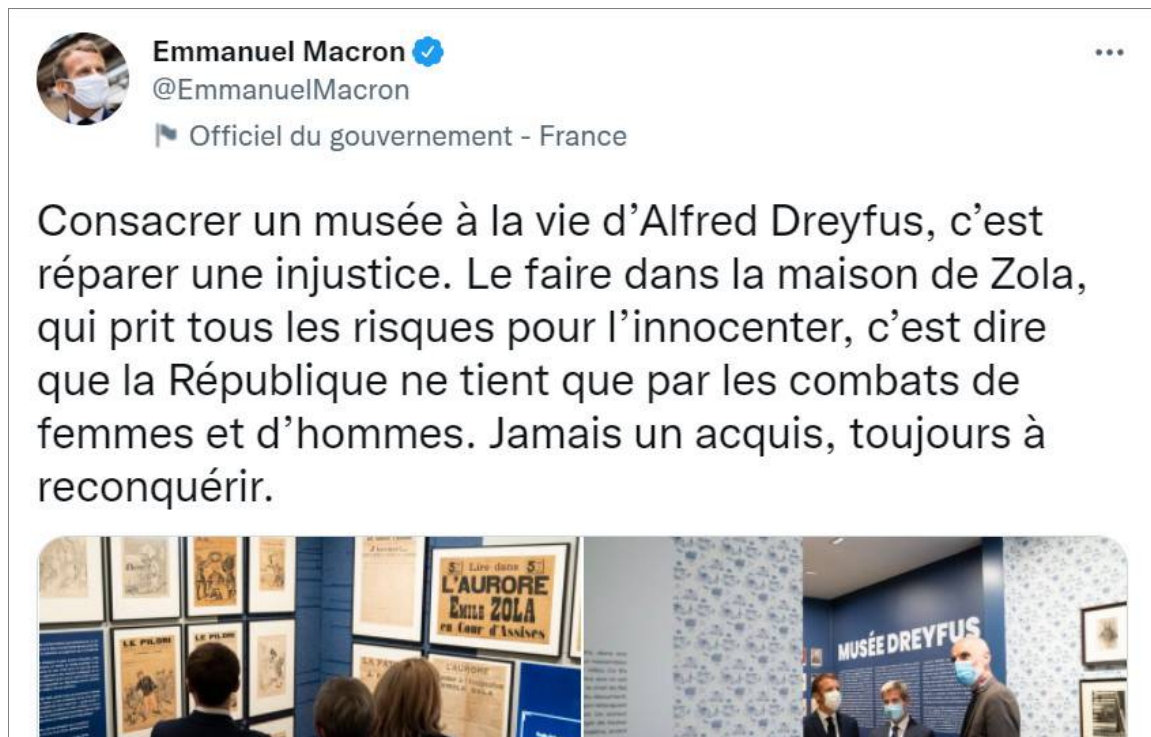 Emmanuel Macron
@EmmanuelMacron
Officiel du gouvernement - France
Consacrer un musée à la vie d’Alfred Dreyfus, c’est
réparer une injustice. Le faire dans la maison de Zola,
qui prit tous les risques pour l’innocenter, c’est dire
que la République ne tient que par les combats de
femmes et d’hommes. Jamais un acquis, toujours à
reconquérir.
5c Lire dans 5c
L'AURORE
EMILE ZOLA
en Cour d'Assises
LE PILORI
LE PILORI
L'AURORE
MUSÉE DREYFUS